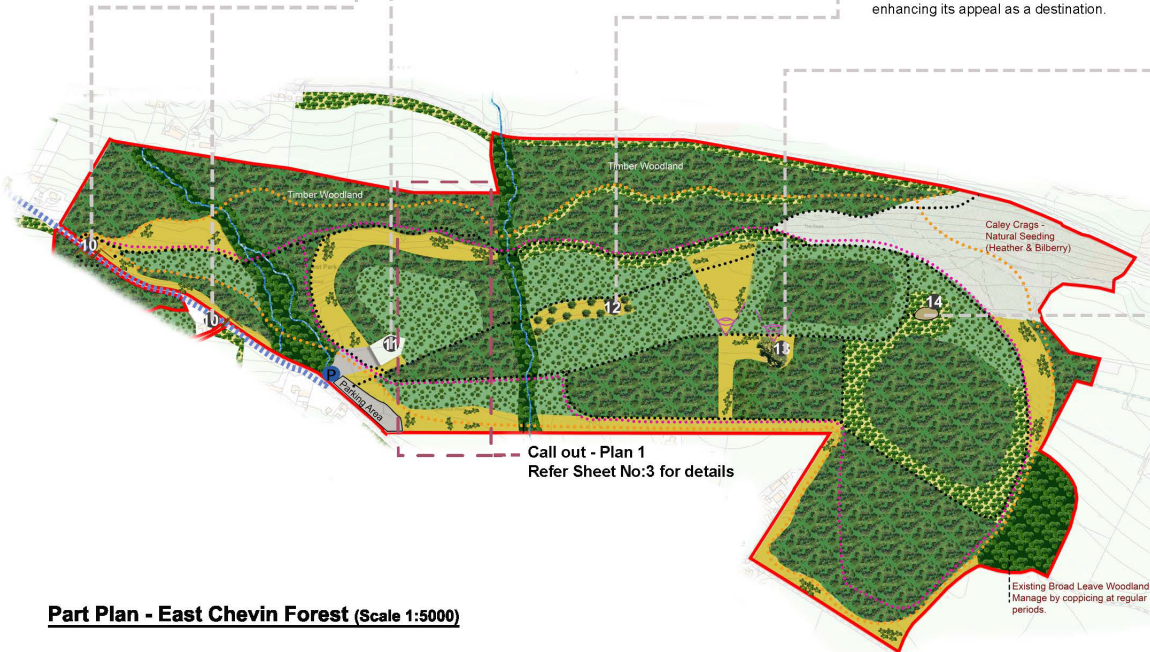 enhancing its appeal as a destination.
Timber Woodland
Timber Woodland
Caley Crags -
Natural Seeding
(Heather & Bilberry)
10
10
11
12
13
14
P
Parking Area
Call out - Plan 1
Refer Sheet No:3 for details
Existing Broad Leave Woodland
Manage by coppicing at regular
periods.
Part Plan - East Chevin Forest (Scale 1:5000)